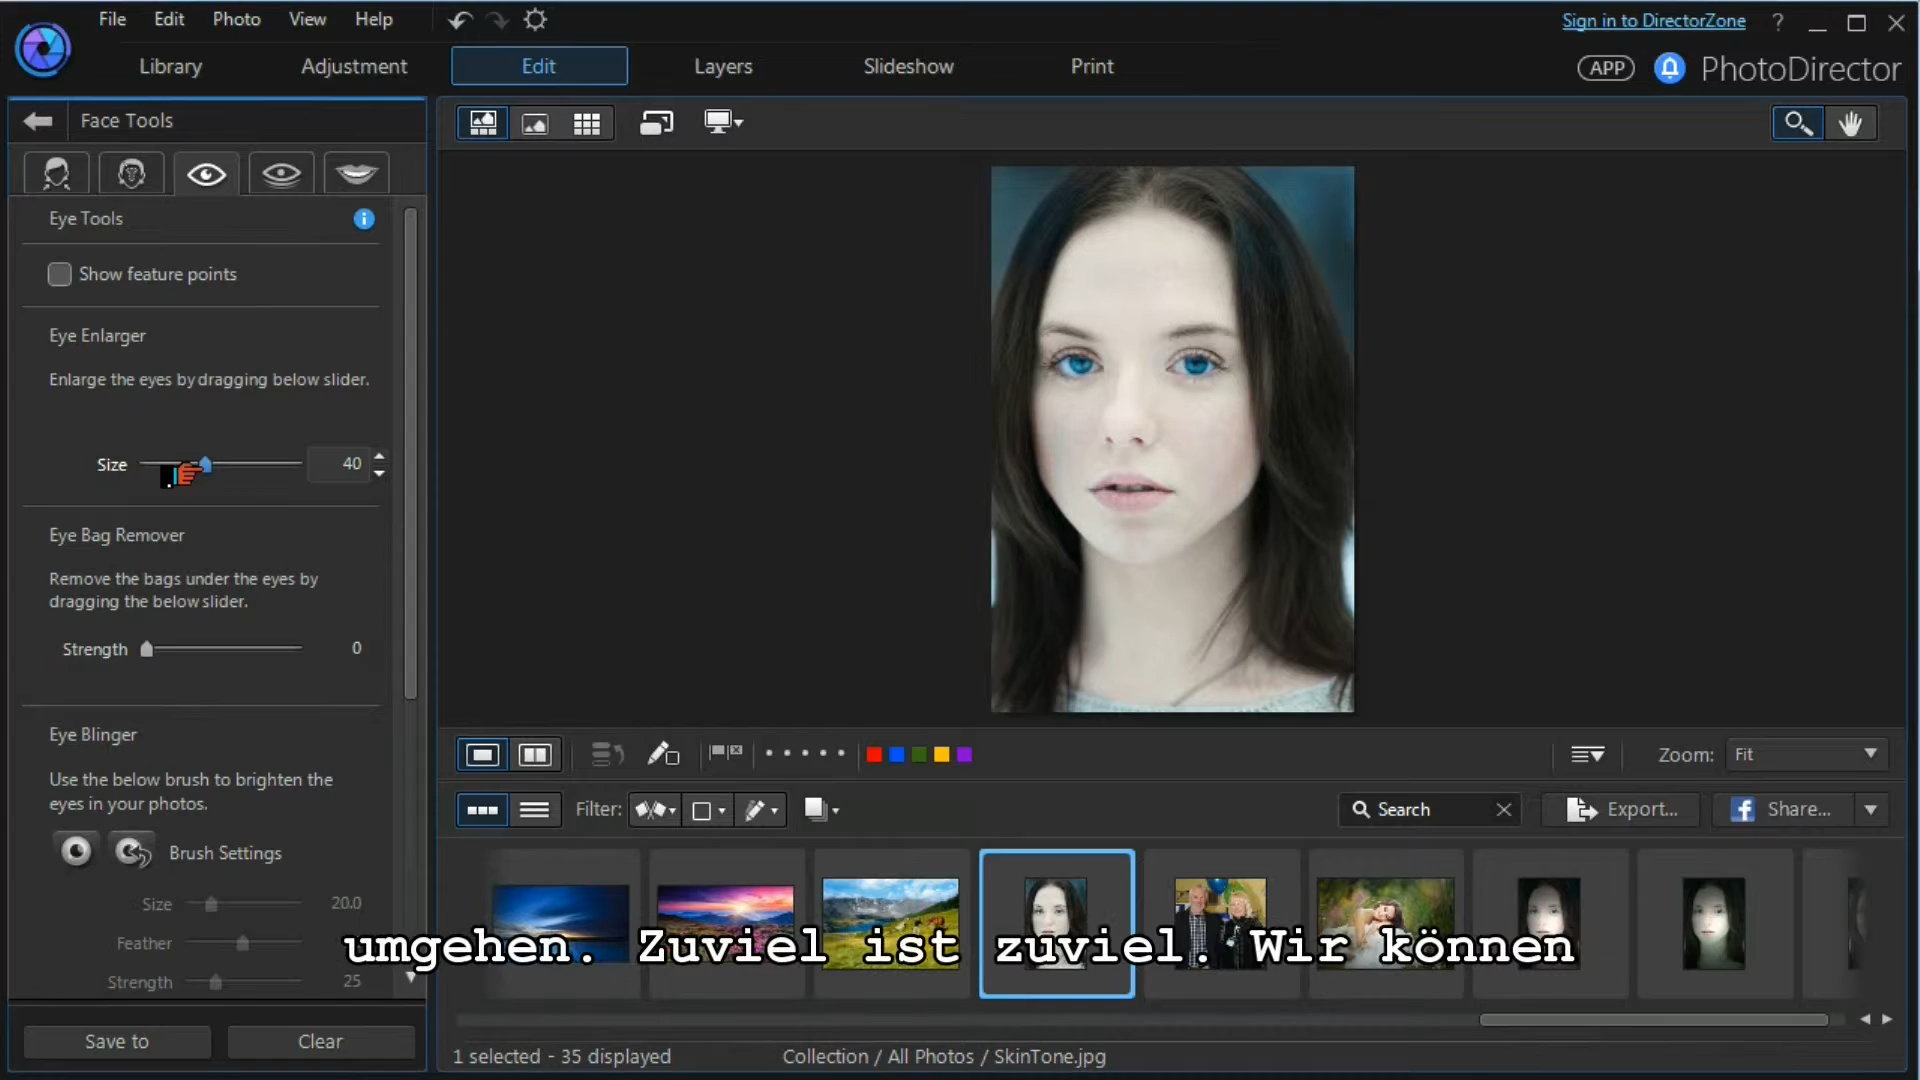 File Edit Photo View Help
Sign in to DirectorZone ?
Library Adjustment Edit Layers Slideshow Print
APP PhotoDirector
Face Tools
Eye Tools i
Show feature points
Eye Enlarger
Enlarge the eyes by dragging below slider.
Size 40
Eye Bag Remover
Remove the bags under the eyes by
dragging the below slider.
Strength 0
Eye Blinger
Use the below brush to brighten the
eyes in your photos.
Brush Settings
Size 20.0
Feather
Strength 25
Save to Clear
Zoom: Fit
Filter: Search Export... f Share...
umgehen. Zuviel ist zuviel. Wir können
1 selected - 35 displayed Collection / All Photos / SkinTone.jpg